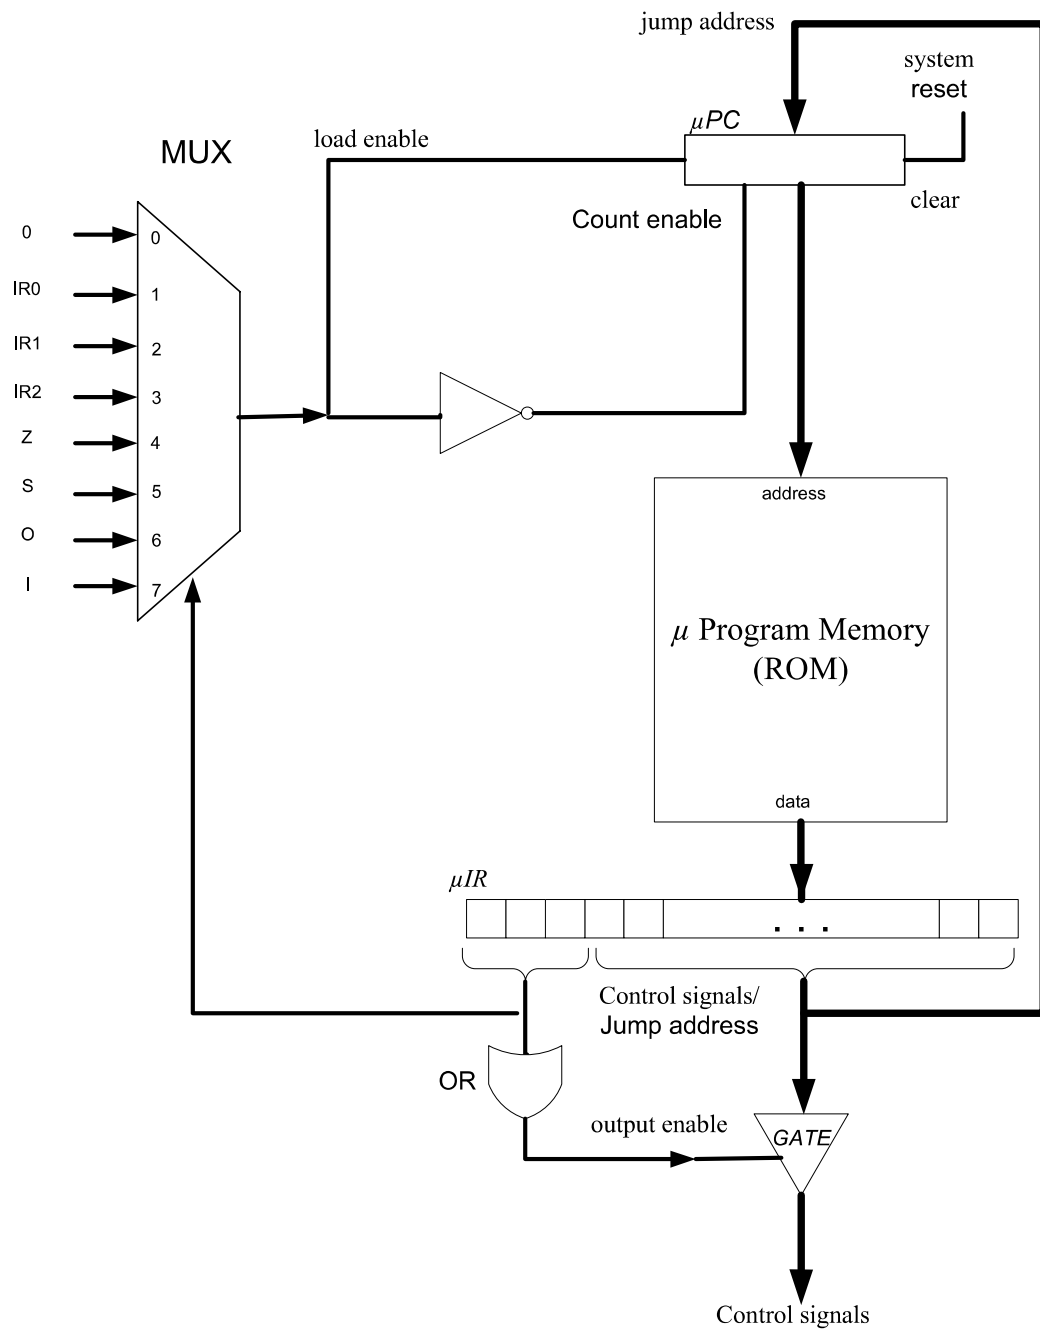 jump address
system
reset
µPC
load enable
MUX
clear
Count enable
0
0
IR0
1
IR1
2
IR2
3
Z
4
S
5
O
6
I
7
address
µ Program Memory
(ROM)
data
µIR
. . .
Control signals/
Jump address
OR
output enable
GATE
Control signals